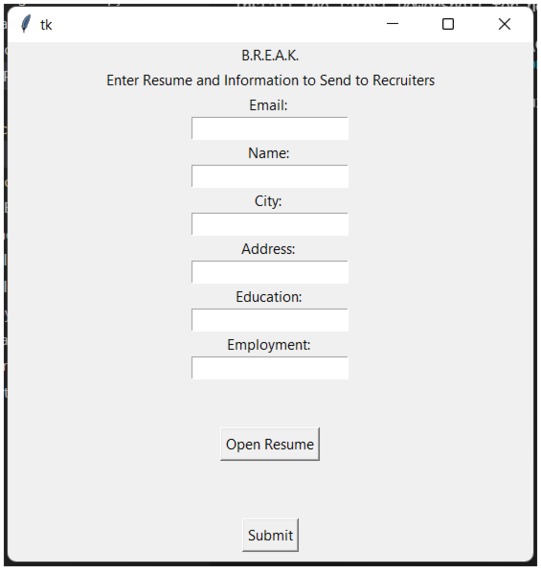 tk
B.R.E.A.K.
Enter Resume and Information to Send to Recruiters
Email:
Name:
City:
Address:
Education:
Employment:
Open Resume
Submit